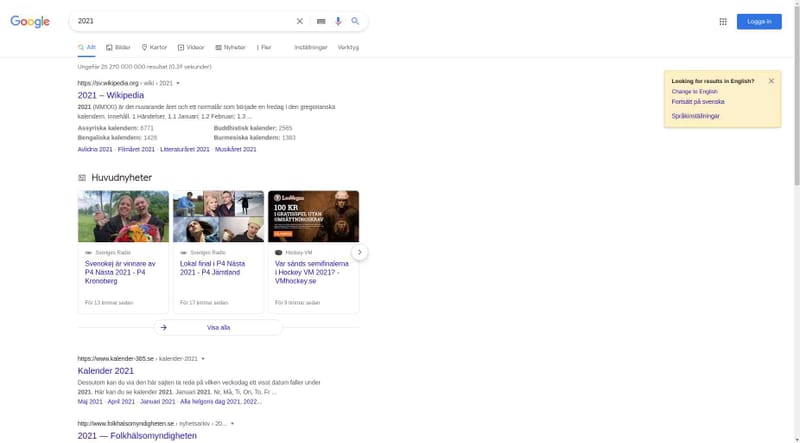 Google
2021
Logga in
Allt
Bilder
Kartor
Videor
Nyheter
Fler
Inställningar
Verktyg
Ungefär 26 270 000 000 resultat (0,39 sekunder)
https://sv.wikipedia.org › wiki › 2021
2021 – Wikipedia
2021 (MMXXI) är det nuvarande året och ett normalår som började en fredag i den gregorianska
kalendern. Innehåll. 1 Händelser. 1.1 Januari; 1.2 Februari; 1.3 ...
Assyriska kalendern: 6771
Buddhistisk kalender: 2565
Bengaliska kalendern: 1428
Burmesiska kalendern: 1383
Avlidna 2021 · Filmåret 2021 · Litteraturåret 2021 · Musikåret 2021
Looking for results in English?
Change to English
Fortsätt på svenska
Språkinställningar
Huvudnyheter
Sveriges Radio
Svenokej är vinnare av
P4 Nästa 2021 - P4
Kronoberg
För 13 timmar sedan
Sveriges Radio
Lokal final i P4 Nästa
2021 - P4 Jämtland
För 17 timmar sedan
LeoVegas
100 KR
I GRATISSPEL UTAN
OMSÄTTNINGSKRAV
Hockey-VM
Var sänds semifinalerna
i Hockey VM 2021? -
VMhockey.se
För 9 timmar sedan
Visa alla
https://www.kalender-365.se › kalender-2021
Kalender 2021
Dessutom kan du via den här sajten ta reda på vilken veckodag ett visst datum faller under
2021. Här kan du se kalender 2021. Januari 2021. Nr, Må, Ti, On, To, Fr ...
Maj 2021 · April 2021 · Januari 2021 · Alla helgons dag 2021, 2022...
http://www.folkhalsomyndigheten.se › nyhetsarkiv › 20...
2021 — Folkhälsomyndigheten